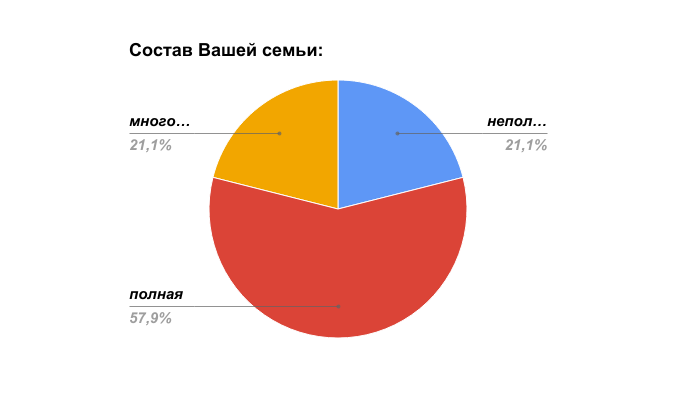 Состав Вашей семьи:
много…
21,1%
непол…
21,1%
полная
57,9%